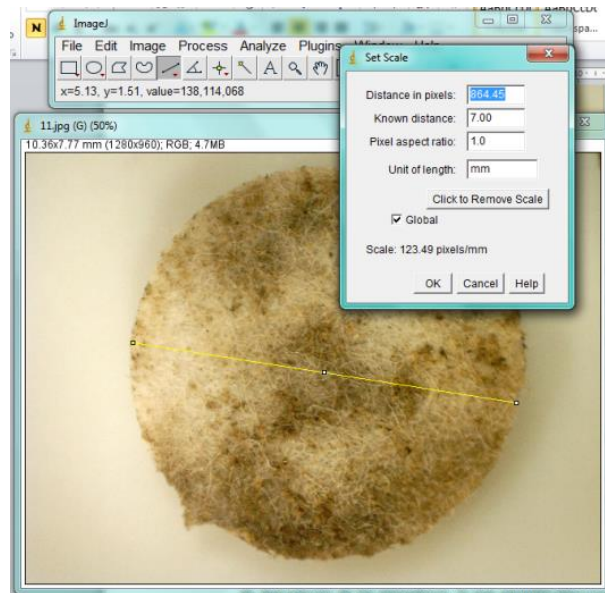 N
ImageJ
File Edit Image Process Analyze Plugins
x=5.13, y=1.51, value=138,114,068
Set Scale
Distance in pixels: 864.45
Known distance: 7.00
Pixel aspect ratio: 1.0
Unit of length: mm
Click to Remove Scale
Global
Scale: 123.49 pixels/mm
OK Cancel Help
11.jpg (G) (50%)
10.36x7.77 mm (1280x960); RGB; 4.7MB